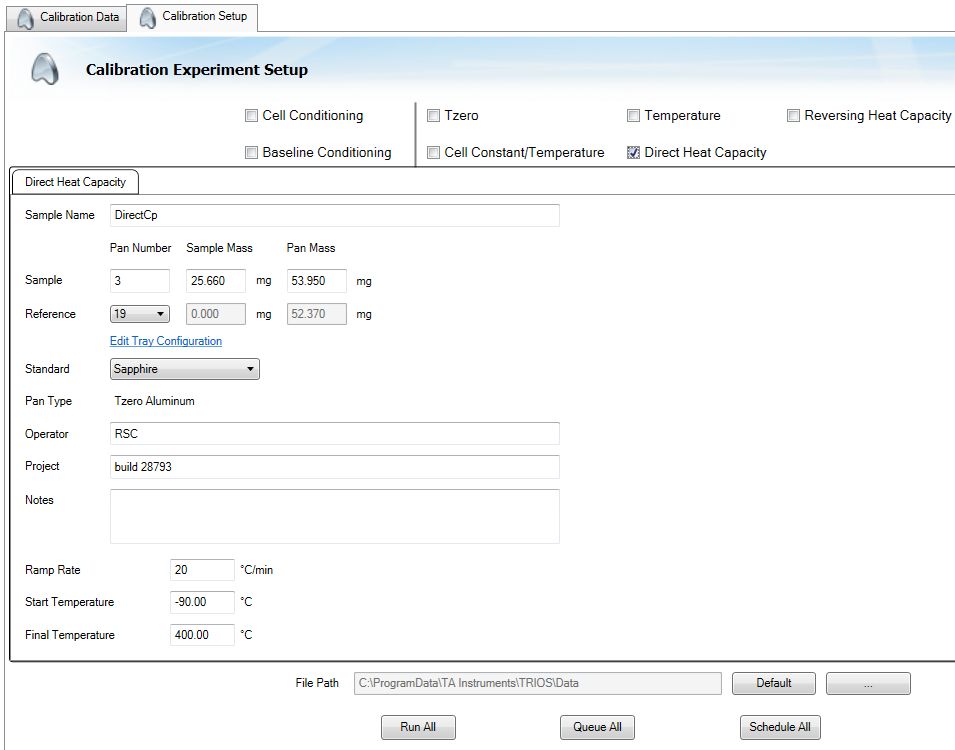 Calibration Data
Calibration Setup
Calibration Experiment Setup
Cell Conditioning
Tzero
Temperature
Reversing Heat Capacity
Baseline Conditioning
Cell Constant/Temperature
Direct Heat Capacity
Direct Heat Capacity
Sample Name DirectCp
Pan Number Sample Mass Pan Mass
Sample 3 25.660 mg 53.950 mg
Reference 19 0.000 mg 52.370 mg
Edit Tray Configuration
Standard Sapphire
Pan Type Tzero Aluminum
Operator RSC
Project build 28793
Notes
Ramp Rate 20 °C/min
Start Temperature -90.00 °C
Final Temperature 400.00 °C
File Path C:\ProgramData\TA Instruments\TRIOS\Data Default ...
Run All Queue All Schedule All